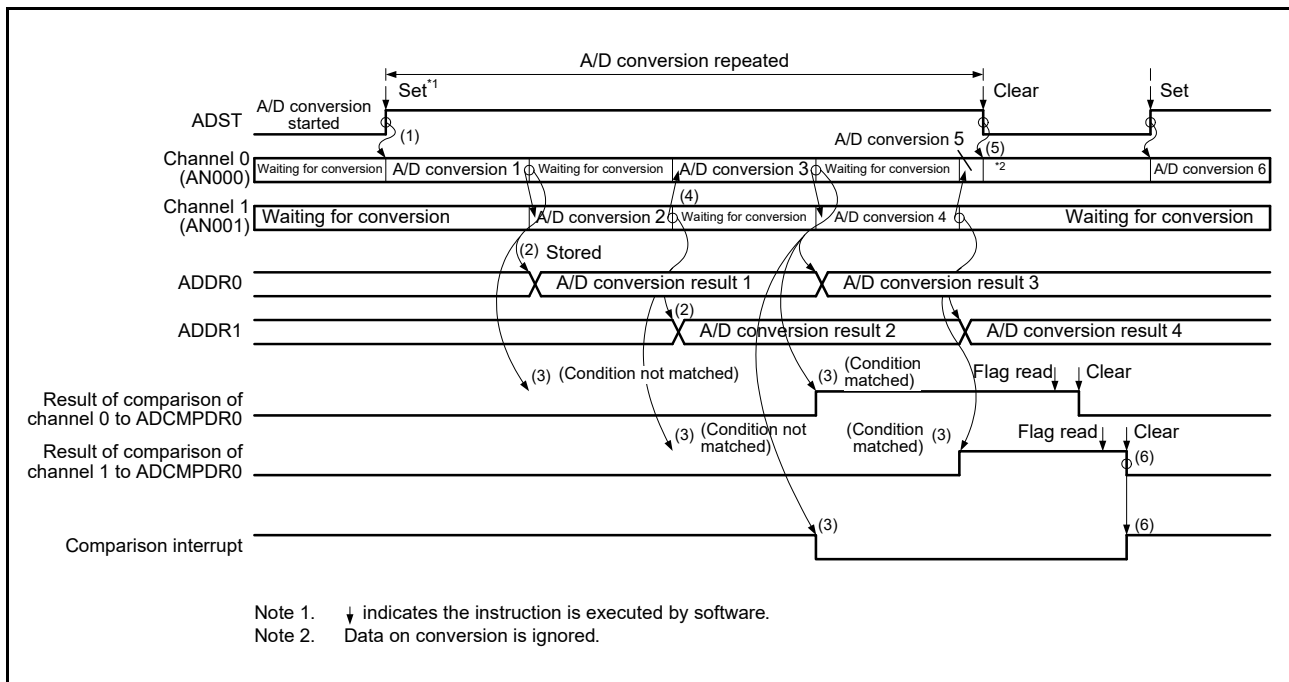 A/D conversion repeated
Set*1
Clear
Set
ADST
A/D conversion
started
(1)
A/D conversion 5
(5)
Channel 0
(AN000)
Waiting for conversion
A/D conversion 1
Waiting for conversion
A/D conversion 3
Waiting for conversion
*2
A/D conversion 6
(4)
Channel 1
(AN001)
Waiting for conversion
A/D conversion 2
Waiting for conversion
A/D conversion 4
Waiting for conversion
(2) Stored
ADDR0
A/D conversion result 1
A/D conversion result 3
(2)
ADDR1
A/D conversion result 2
A/D conversion result 4
(3) (Condition not matched)
(3) (Condition
matched)
Flag read
Clear
Result of comparison of
channel 0 to ADCMPDR0
(3) (Condition not
matched)
(Condition (3)
matched)
Flag read
Clear
Result of comparison of
channel 1 to ADCMPDR0
(6)
(3)
(6)
Comparison interrupt
Note 1. ↓ indicates the instruction is executed by software.
Note 2. Data on conversion is ignored.